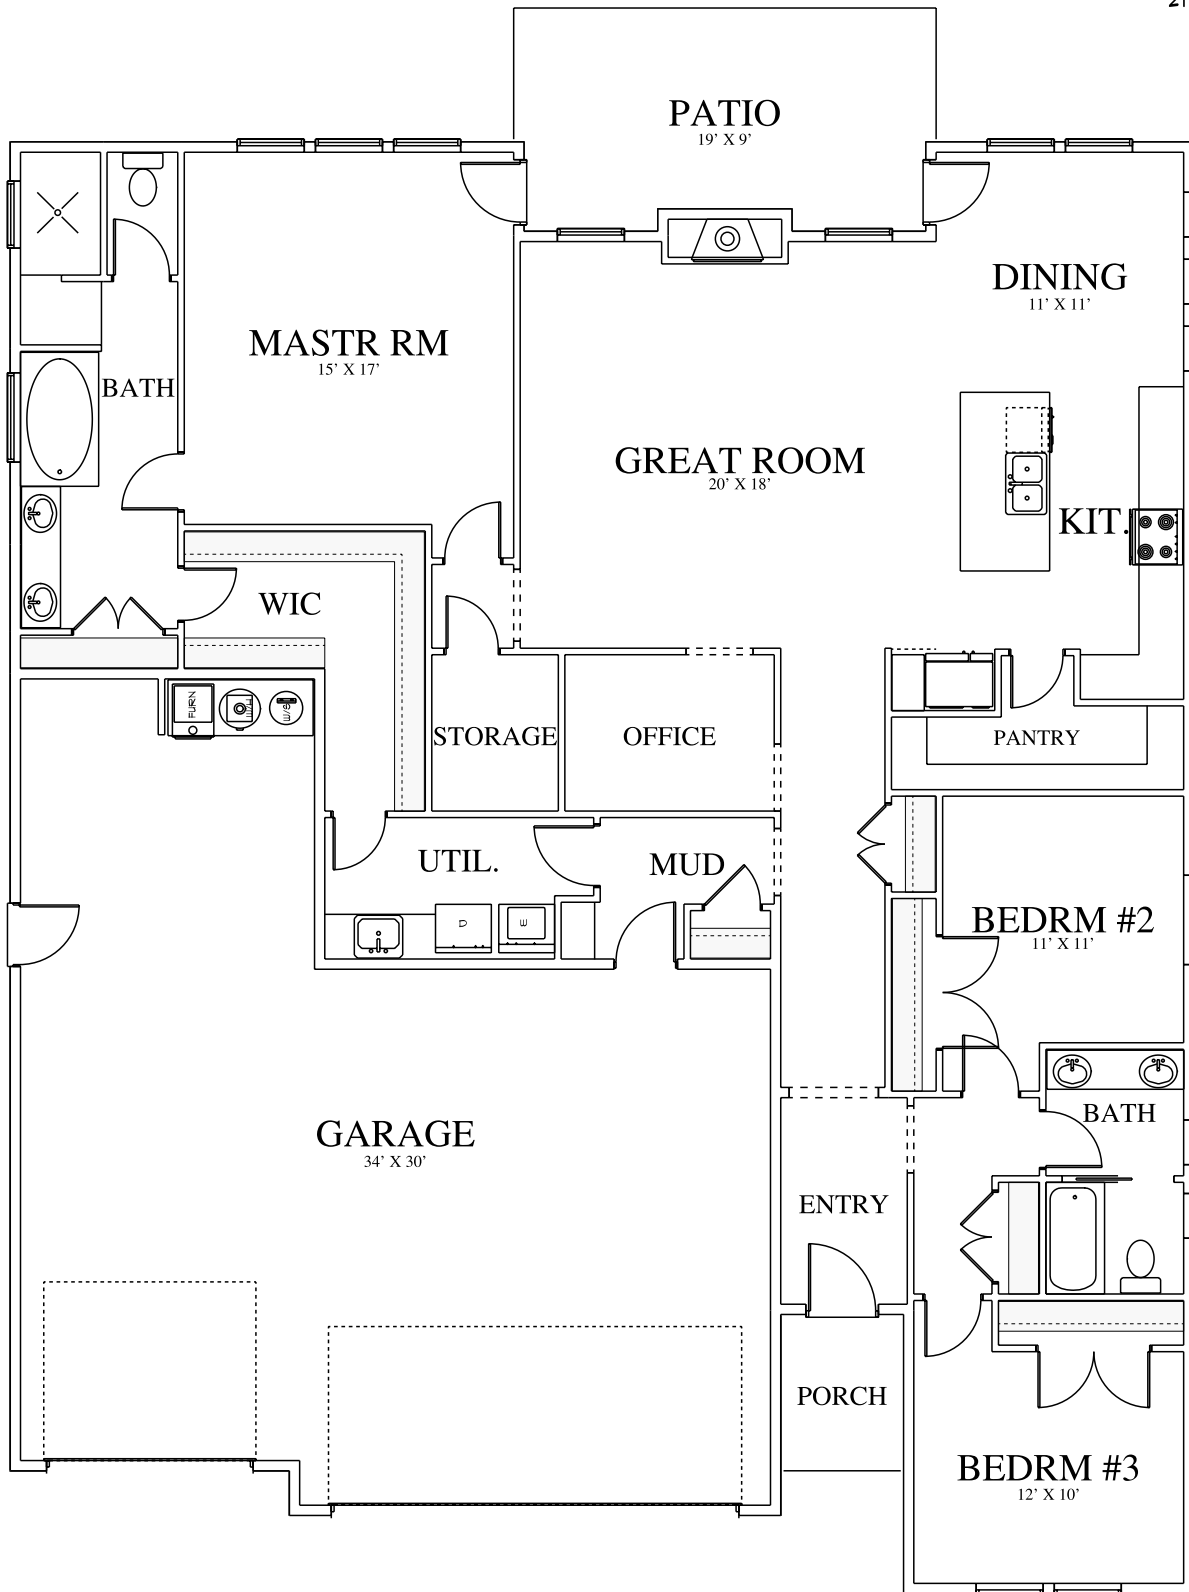 PATIO
19' X 9'
DINING
11' X 11'
MASTR RM
15' X 17'
BATH
GREAT ROOM
20' X 18'
KIT.
WIC
FURN
W/H
W/S
STORAGE
OFFICE
PANTRY
UTIL.
MUD
D
W
BEDRM #2
11' X 11'
BATH
GARAGE
34' X 30'
ENTRY
PORCH
BEDRM #3
12' X 10'